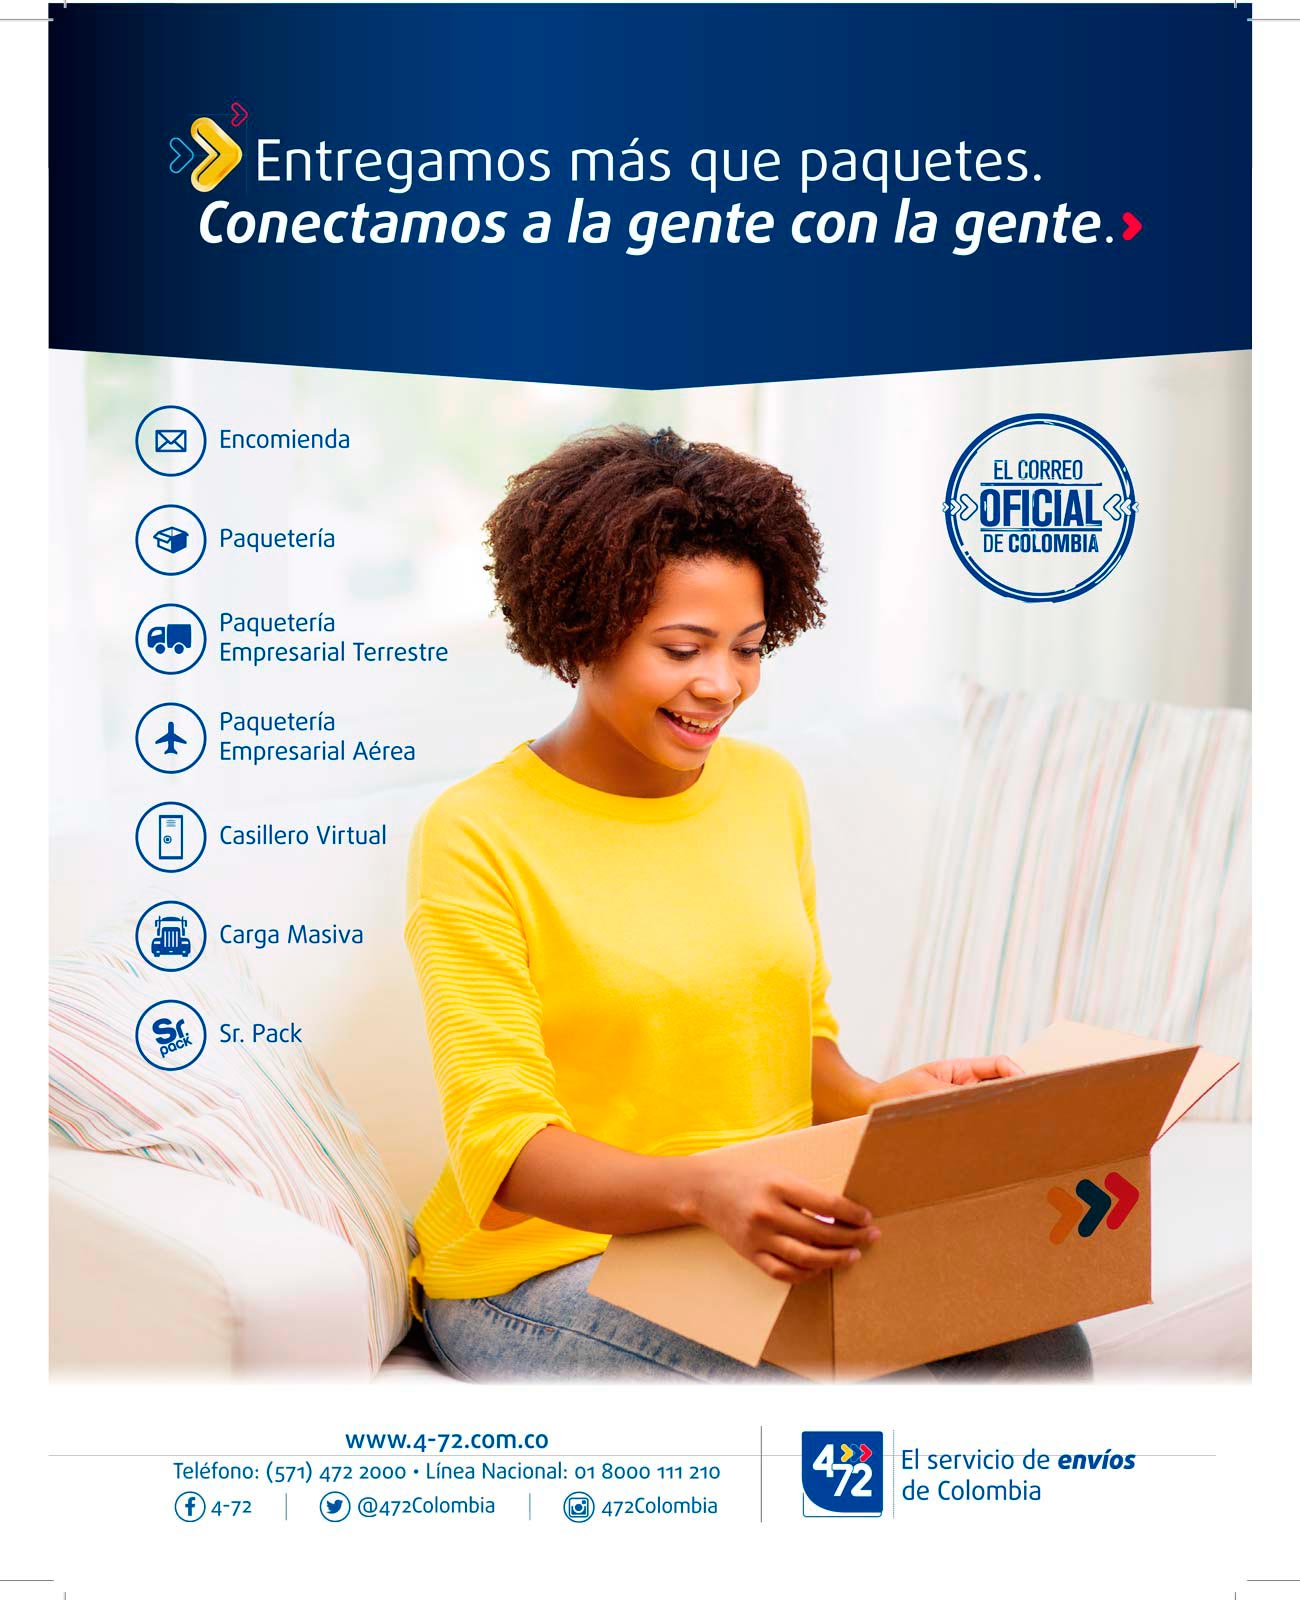 Entregamos más que paquetes.
Conectamos a la gente con la gente.
Encomienda
Paquetería
Paquetería
Empresarial Terrestre
Paquetería
Empresarial Aérea
Casillero Virtual
Carga Masiva
Sr.
pack
Sr. Pack
EL CORREO
OFICIAL
DE COLOMBIA
www.4-72.com.co
Teléfono: (571) 472 2000 • Línea Nacional: 01 8000 111 210
4-72
@472Colombia
472Colombia
4
72
El servicio de envíos
de Colombia